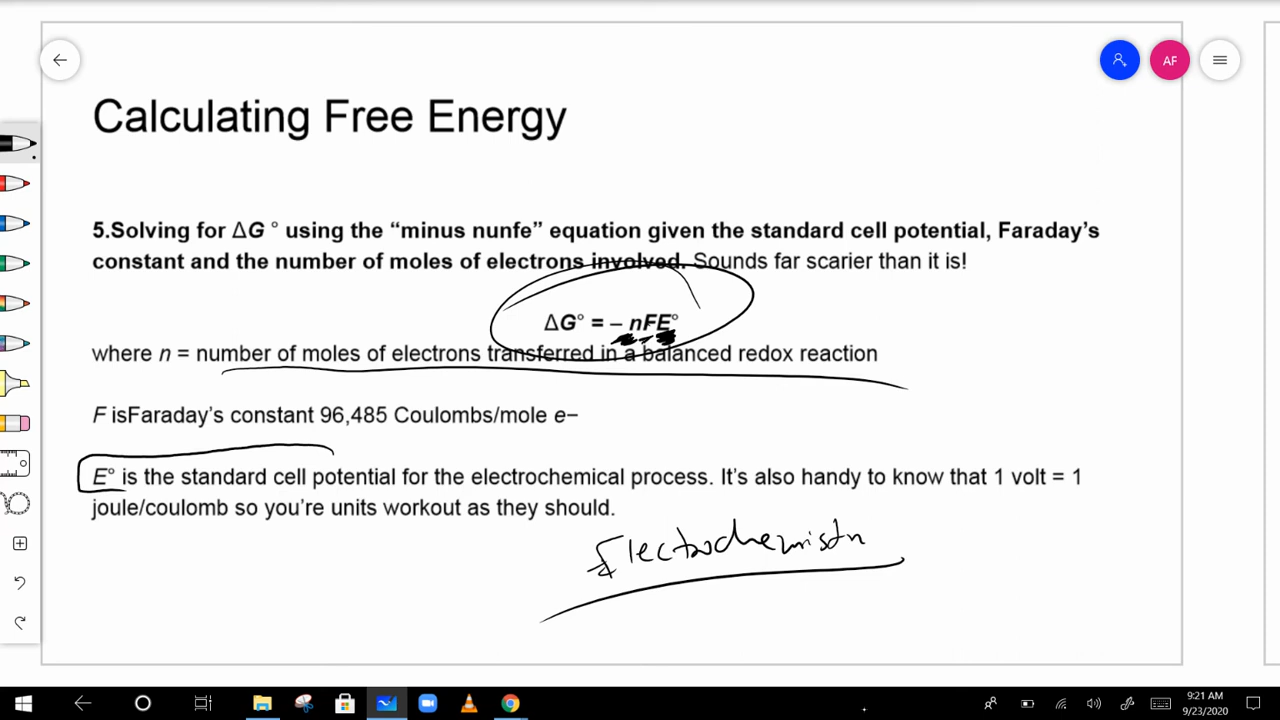 AF
Calculating Free Energy
5.Solving for ΔG ° using the “minus nunfe” equation given the standard cell potential, Faraday’s
constant and the number of moles of electrons involved. Sounds far scarier than it is!
ΔG° = – nFE°
where n = number of moles of electrons transferred in a balanced redox reaction
F isFaraday’s constant 96,485 Coulombs/mole e–
E° is the standard cell potential for the electrochemical process. It’s also handy to know that 1 volt = 1
joule/coulomb so you’re units workout as they should.
Electrochemistry
9:21 AM
9/23/2020